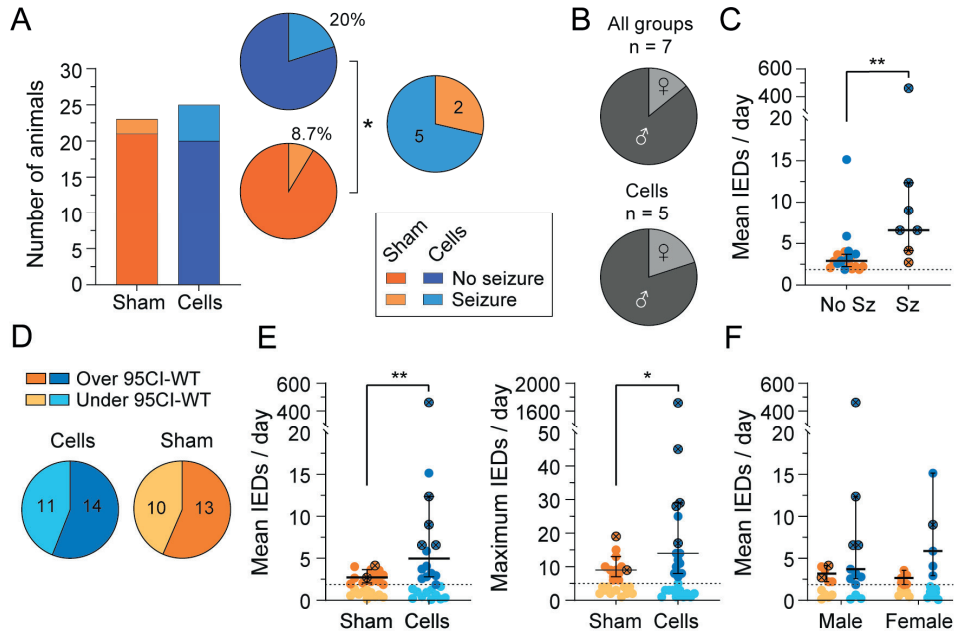 A
Number of animals
30
25
20
15
10
5
0
Sham
Cells
20%
8.7%
*
5
2
Sham
Cells
No seizure
Seizure
B
All groups
n = 7
♀
♂
Cells
n = 5
♀
♂
C
Mean IEDs / day
600
400
20
15
10
5
0
**
No Sz
Sz
D
Over 95CI-WT
Under 95CI-WT
Cells
Sham
11
14
10
13
E
Mean IEDs / day
600
400
20
15
10
5
0
**
Sham
Cells
Maximum IEDs / day
2000
1600
50
40
30
20
10
0
*
Sham
Cells
F
Mean IEDs / day
600
400
20
15
10
5
0
Male
Female